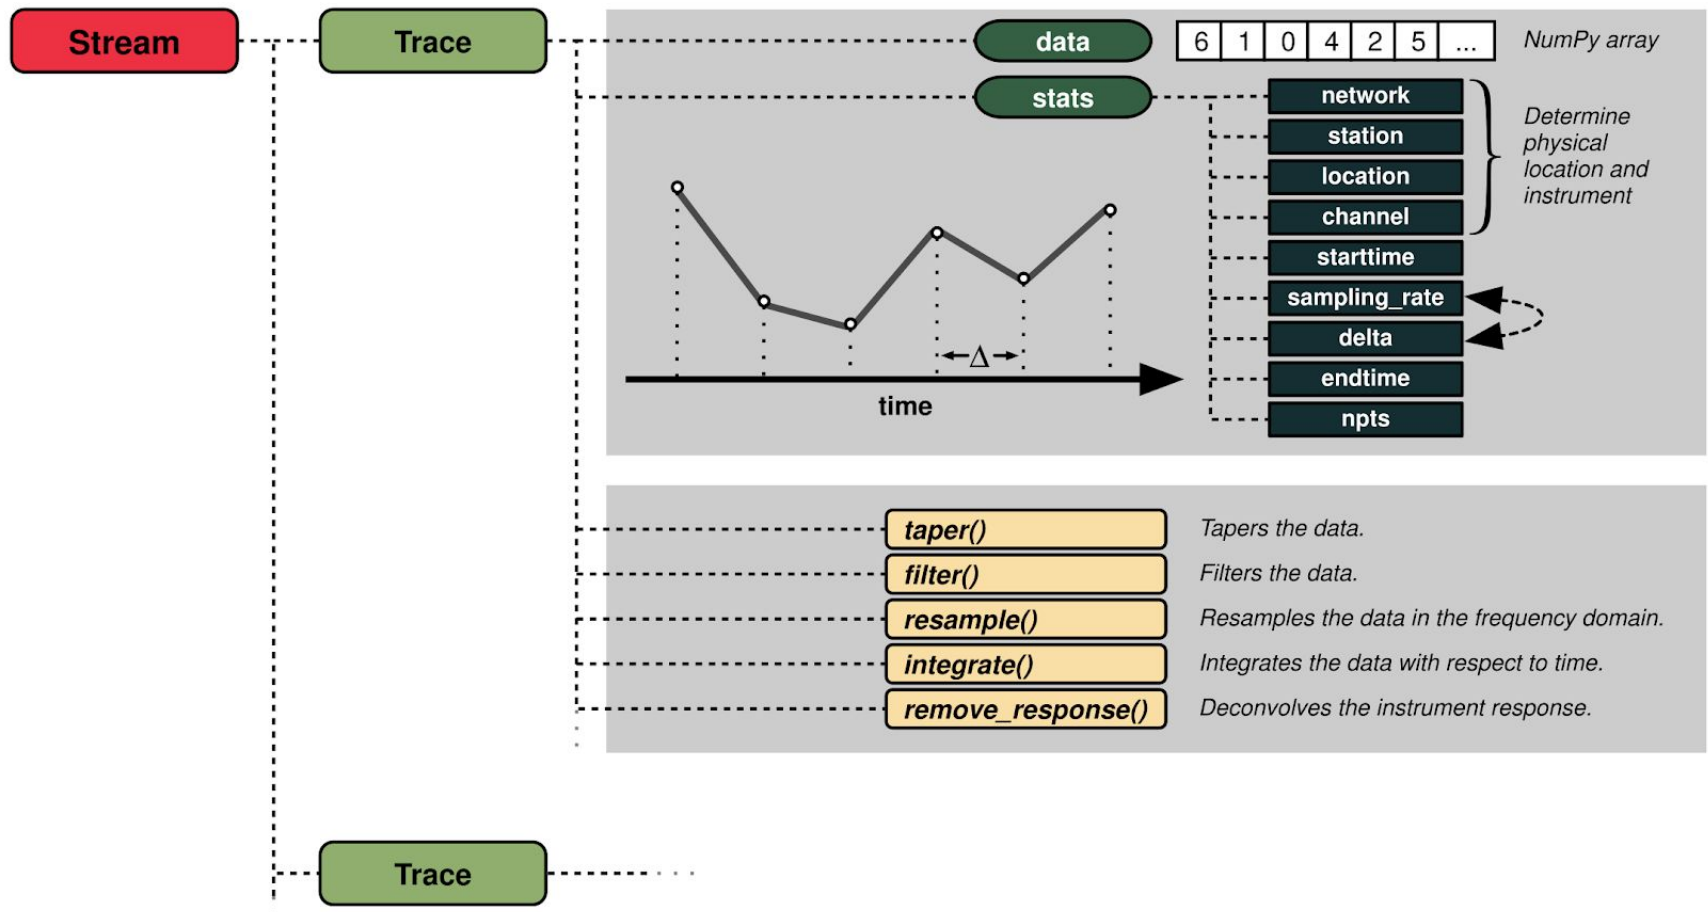 Stream
Trace
data
6 1 0 4 2 5 ...
NumPy array
stats
network
station
location
channel
starttime
sampling_rate
delta
endtime
npts
Determine
physical
location and
instrument
Δ
time
taper()
Tapers the data.
filter()
Filters the data.
resample()
Resamples the data in the frequency domain.
integrate()
Integrates the data with respect to time.
remove_response()
Deconvolves the instrument response.
Trace